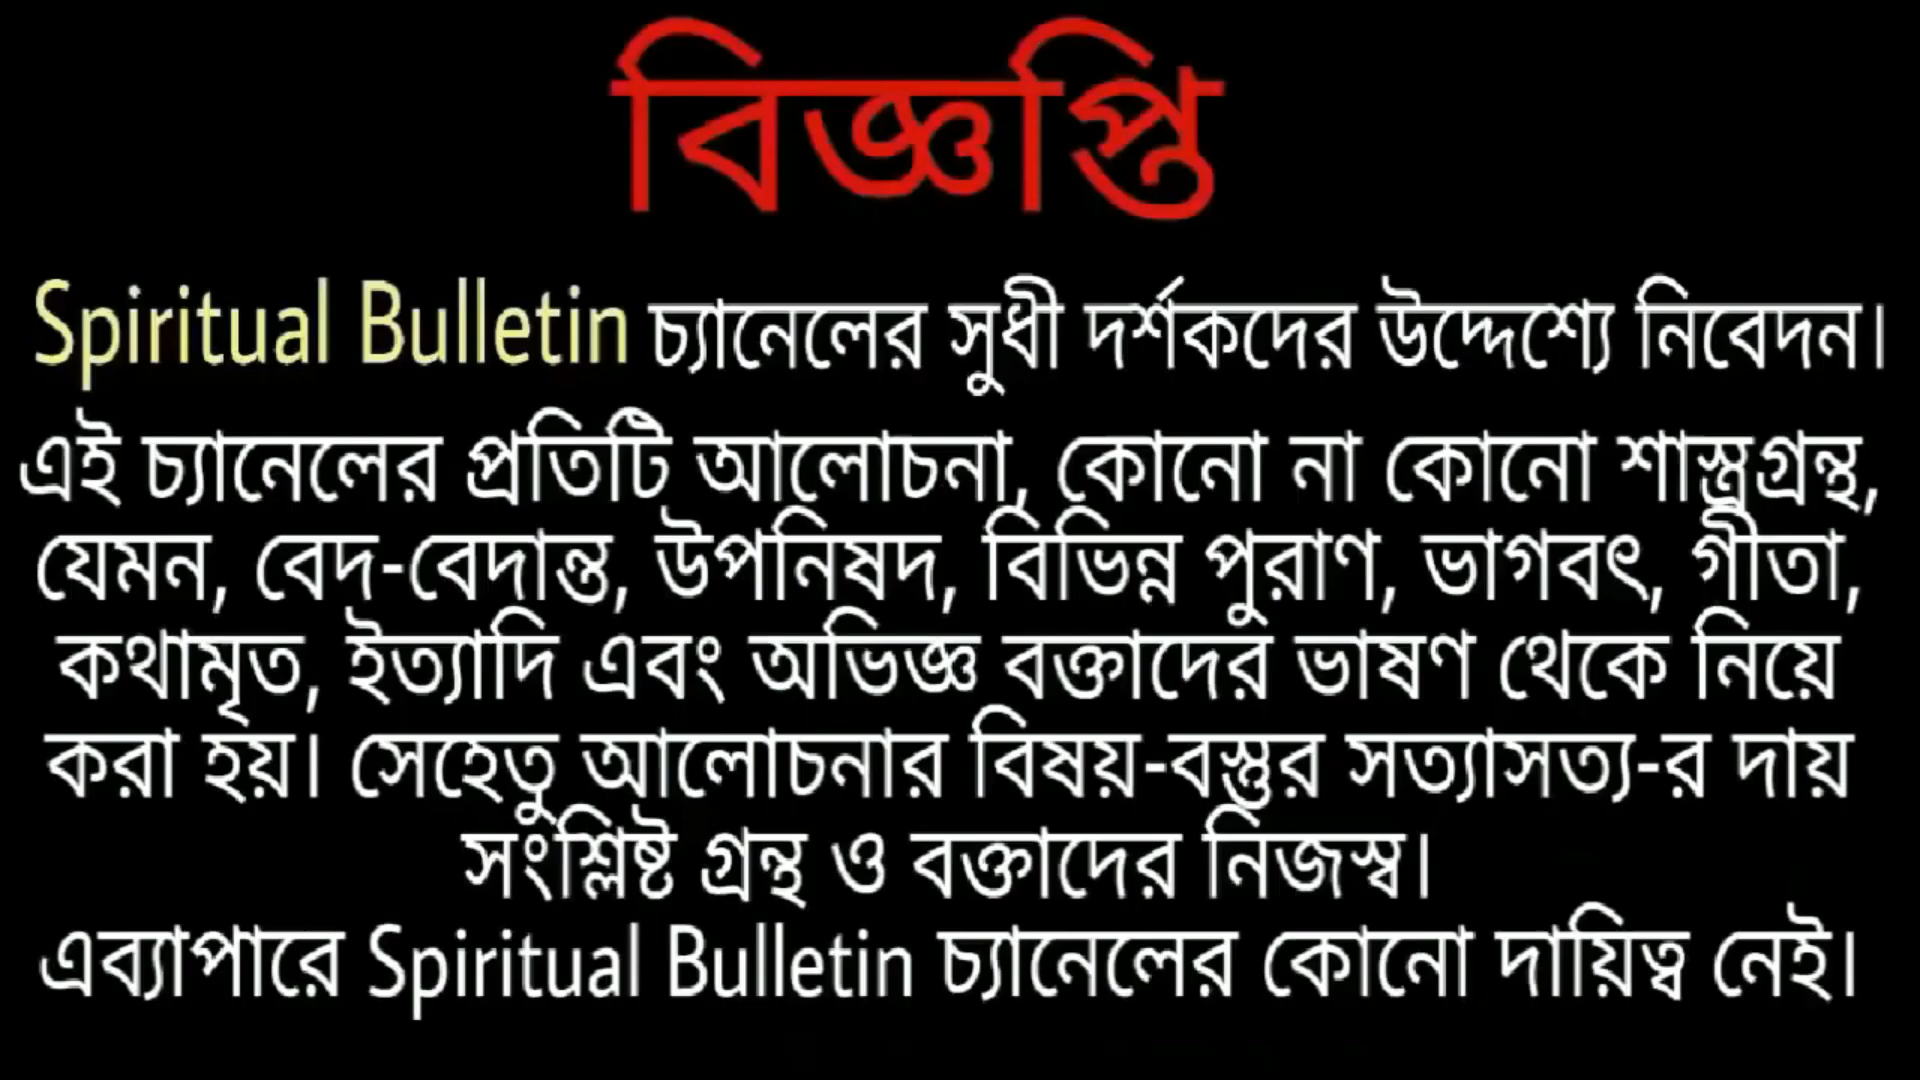 বিজ্ঞপ্তি
Spiritual Bulletin চ্যানেলের সুধী দর্শকদের উদ্দেশ্যে নিবেদন।
এই চ্যানেলের প্রতিটি আলোচনা, কোনো না কোনো শাস্ত্রগ্রন্থ,
যেমন, বেদ-বেদান্ত, উপনিষদ, বিভিন্ন পুরাণ, ভাগবৎ, গীতা,
কথামৃত, ইত্যাদি এবং অভিজ্ঞ বক্তাদের ভাষণ থেকে নিয়ে
করা হয়। সেহেতু আলোচনার বিষয়-বস্তুর সত্যাসত্য-র দায়
সংশ্লিষ্ট গ্রন্থ ও বক্তাদের নিজস্ব।
এব্যাপারে Spiritual Bulletin চ্যানেলের কোনো দায়িত্ব নেই।